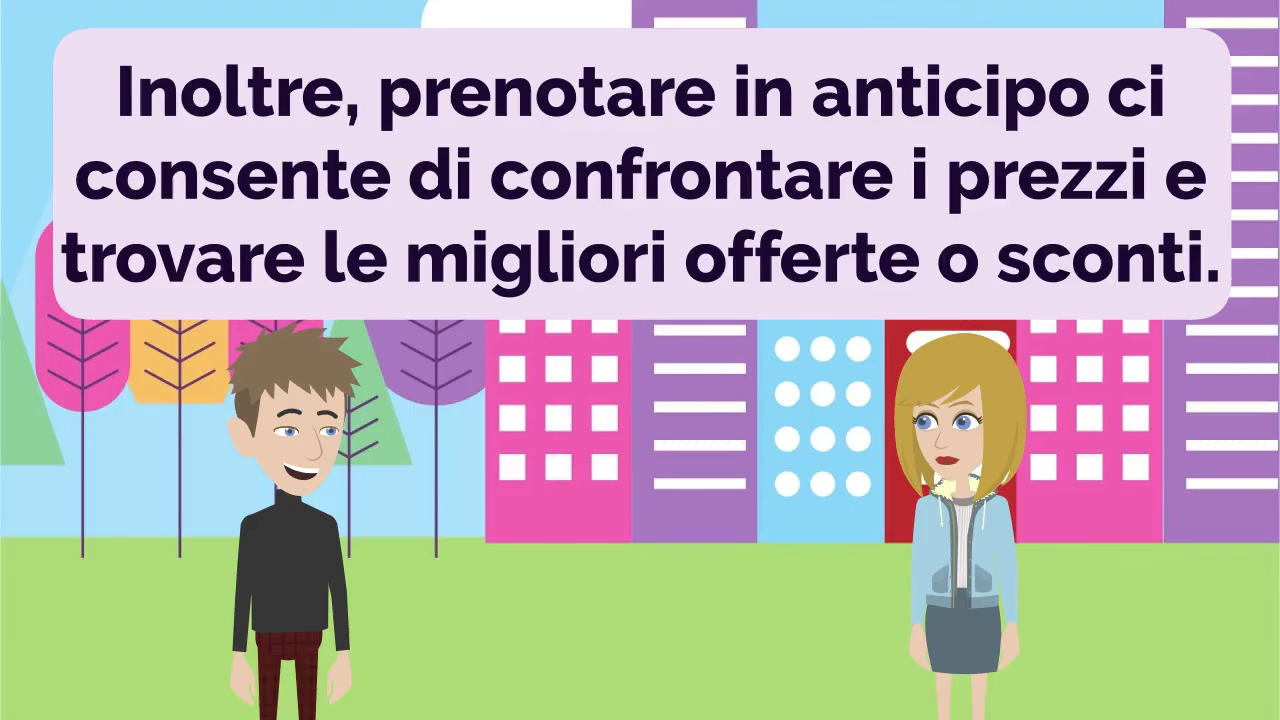 Inoltre, prenotare in anticipo ci
consente di confrontare i prezzi e
trovare le migliori offerte o sconti.